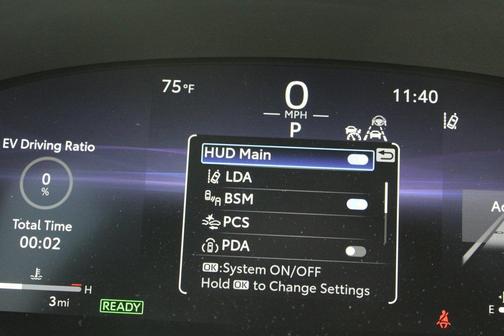 75°F
0
MPH
P
11:40
EV Driving Ratio
0
%
Total Time
00:02
HUD Main
LDA
BSM
PCS
PDA
OK:System ON/OFF
Hold OK to Change Settings
H
3mi
READY
E